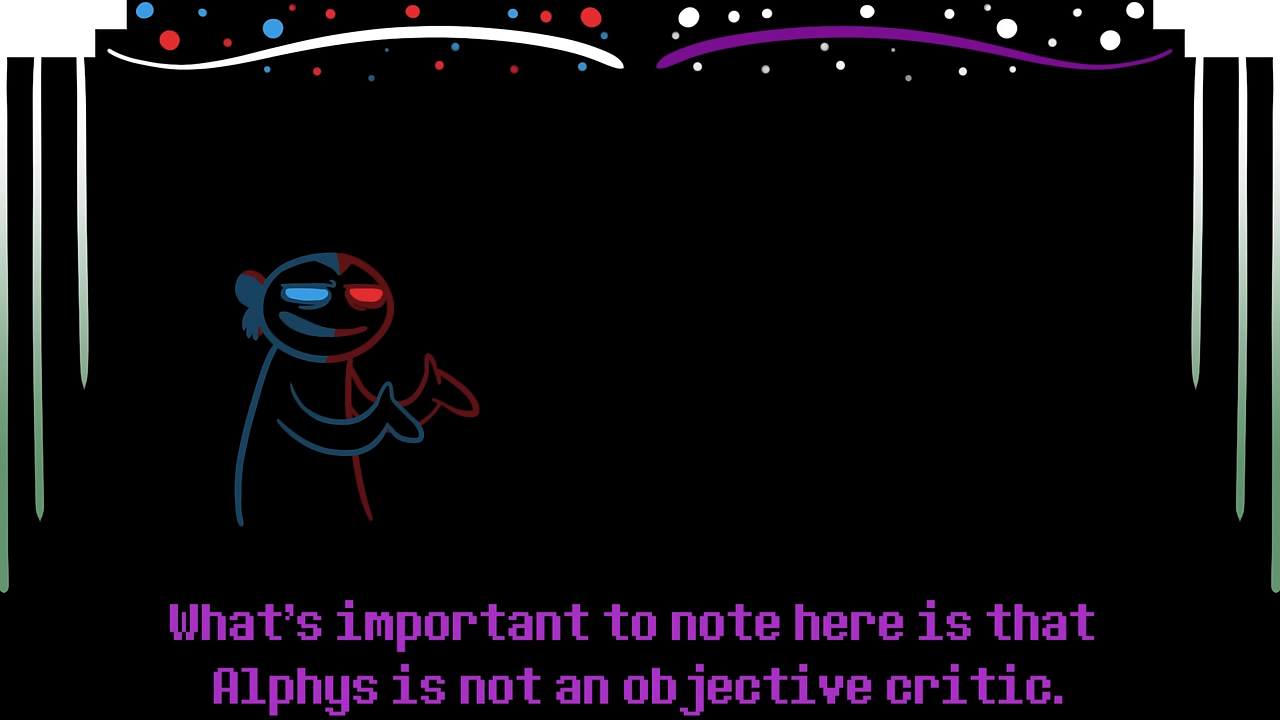 What's important to note here is that
Alphys is not an objective critic.